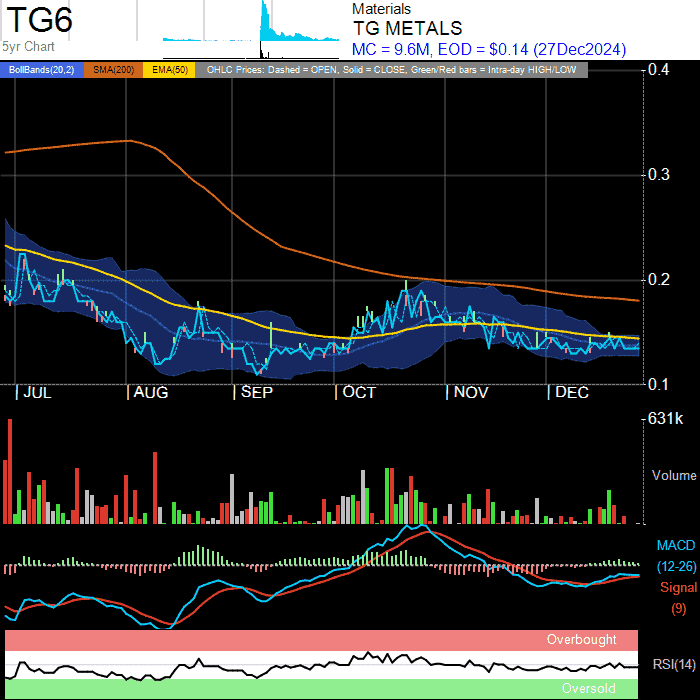 TG6
5yr Chart
Materials
TG METALS
MC = 9.6M, EOD = $0.14 (27Dec2024)
BollBands(20,2) SMA(200) EMA(50) OHLC Prices: Dashed = OPEN, Solid = CLOSE, Green/Red bars = Intra-day HIGH/LOW
0.4
0.3
0.2
0.1
| JUL | AUG | SEP | OCT | NOV | DEC
631k
Volume
MACD
(12-26)
Signal
(9)
Overbought
RSI(14)
Oversold